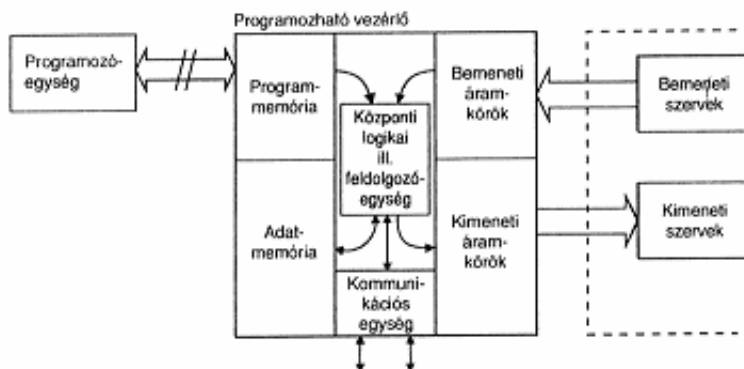 Programozható vezérlő
Programozó-
egység
Program-
memória
Központi
logikai
ill.
feldolgozó-
egység
Bemeneti
áram-
körök
Bemeneti
szervek
Adat-
memória
Kimeneti
áram-
körök
Kimeneti
szervek
Kommuni-
kációs
egység